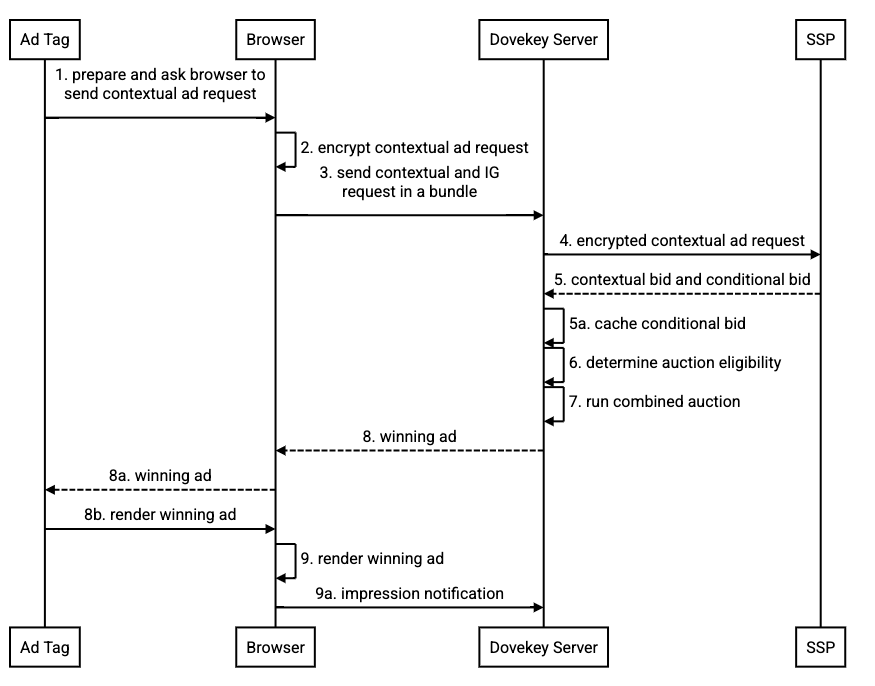 Ad Tag
Browser
Dovekey Server
SSP
1. prepare and ask browser to
send contextual ad request
2. encrypt contextual ad request
3. send contextual and IG
request in a bundle
4. encrypted contextual ad request
5. contextual bid and conditional bid
5a. cache conditional bid
6. determine auction eligibility
7. run combined auction
8. winning ad
8a. winning ad
8b. render winning ad
9. render winning ad
9a. impression notification
Ad Tag
Browser
Dovekey Server
SSP